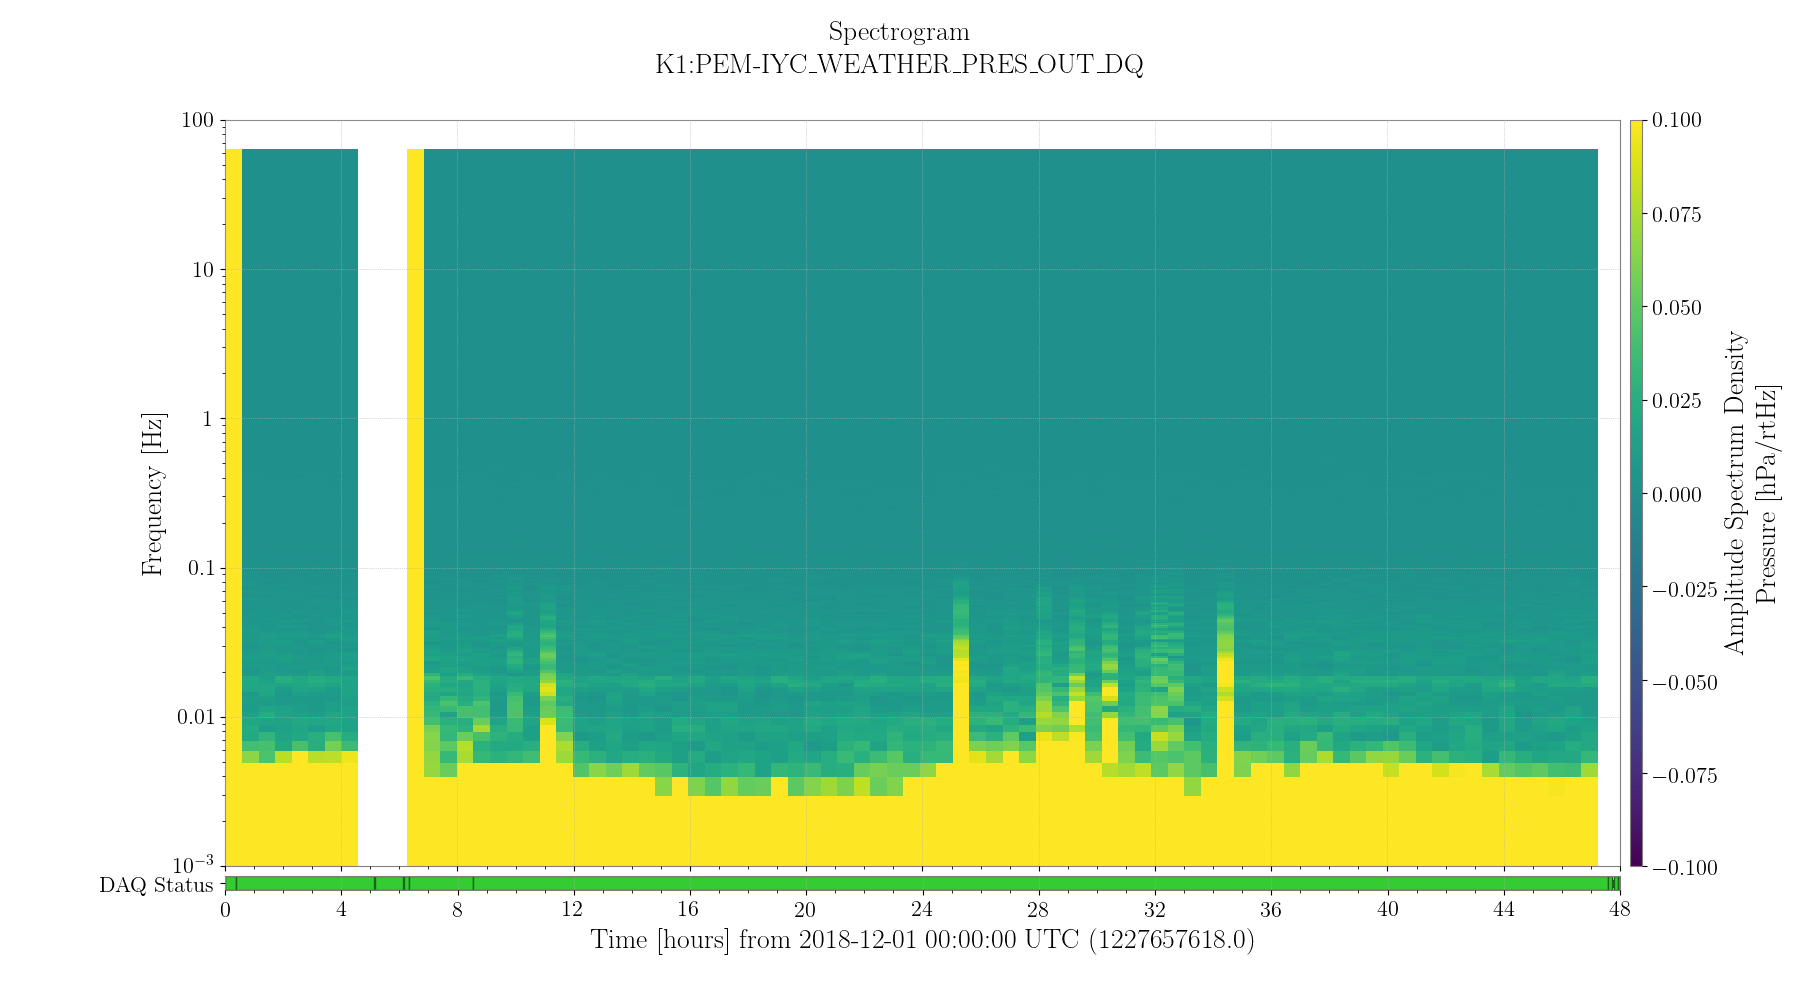 Spectrogram
K1:PEM-IYC_WEATHER_PRES_OUT_DQ
100
10
1
0.1
0.01
10^{-3}
Frequency [Hz]
0.100
0.075
0.050
0.025
0.000
−0.025
−0.050
−0.075
−0.100
Amplitude Spectrum Density
Pressure [hPa/rtHz]
DAQ Status
0 4 8 12 16 20 24 28 32 36 40 44 48
Time [hours] from 2018-12-01 00:00:00 UTC (1227657618.0)